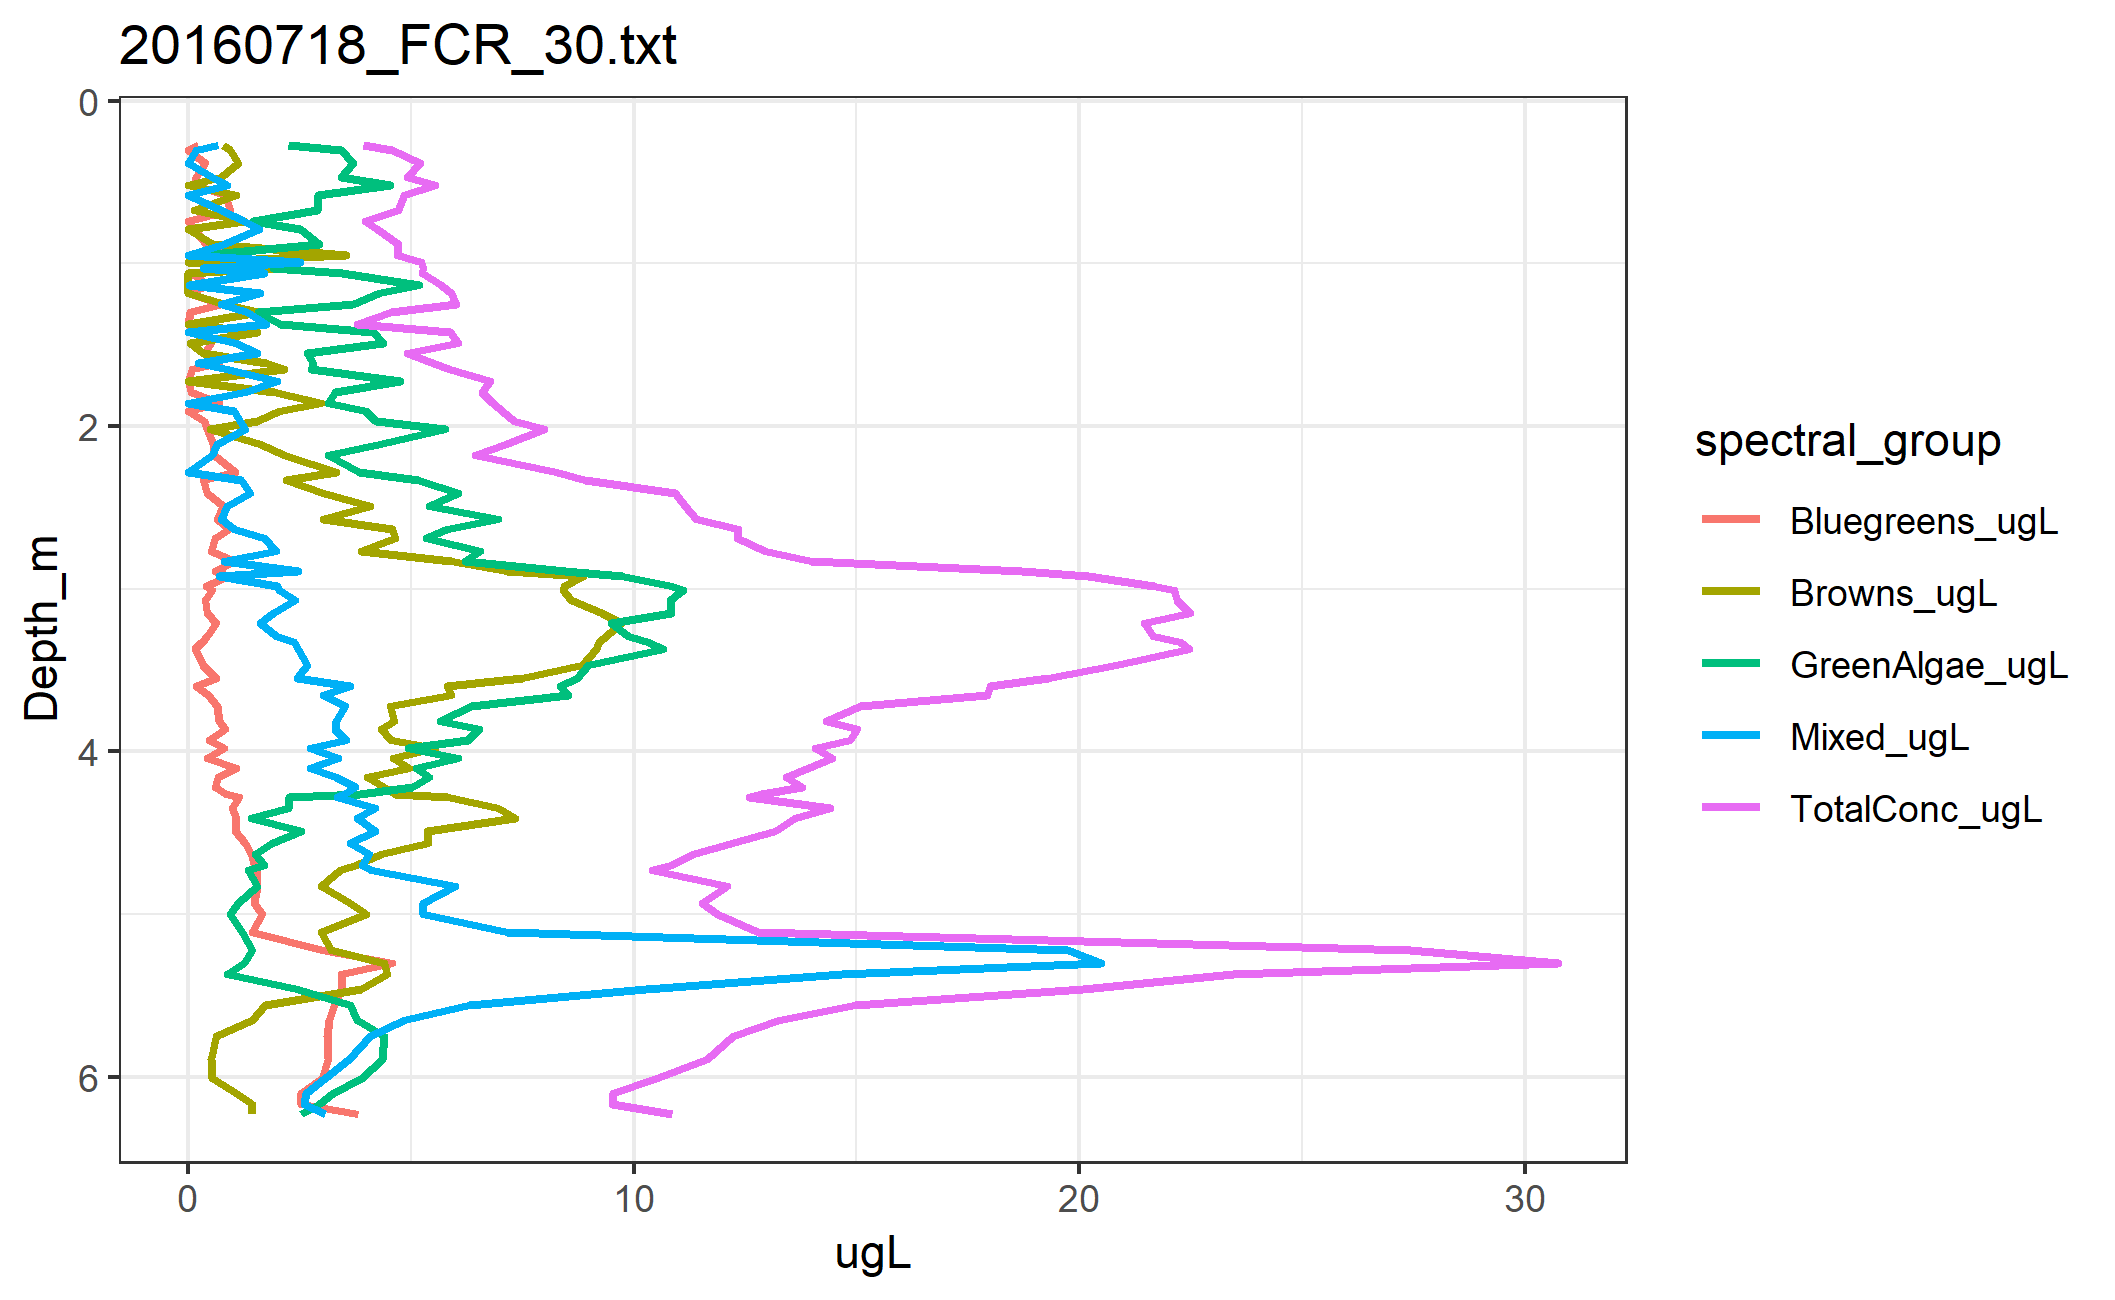 20160718_FCR_30.txt
0
2
4
6
Depth_m
0 10 20 30
ugL
spectral_group
Bluegreens_ugL
Browns_ugL
GreenAlgae_ugL
Mixed_ugL
TotalConc_ugL